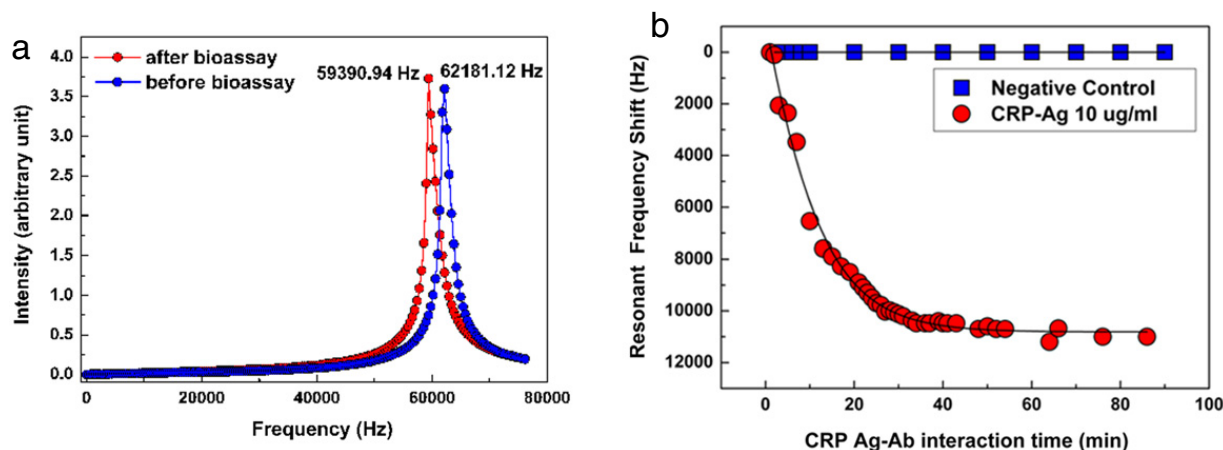 a
after bioassay
before bioassay
59390.94 Hz
62181.12 Hz
4.0
3.5
3.0
2.5
2.0
1.5
1.0
0.5
0.0
Intensity (arbitrary unit)
0
20000
40000
60000
80000
Frequency (Hz)
b
Negative Control
CRP-Ag 10 ug/ml
0
2000
4000
6000
8000
10000
12000
Resonant Frequency Shift (Hz)
0
20
40
60
80
100
CRP Ag-Ab interaction time (min)